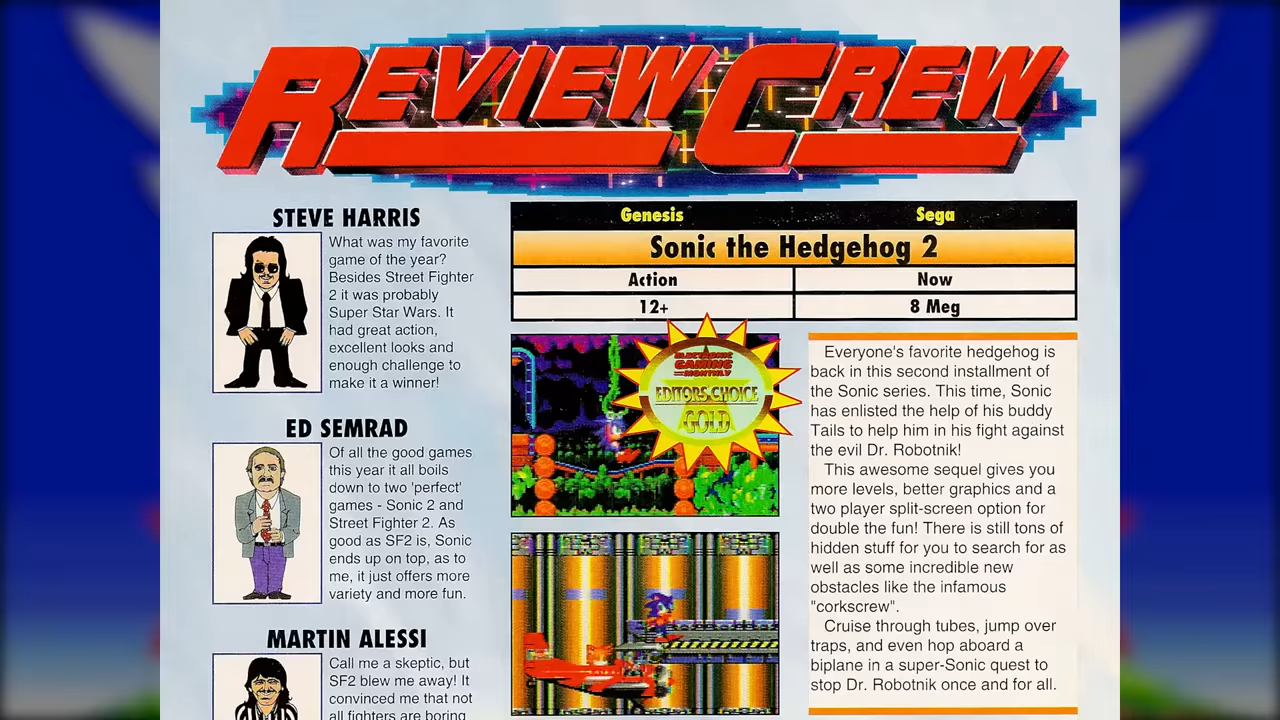 REVIEW CREW
STEVE HARRIS
What was my favorite
game of the year?
Besides Street Fighter
2 it was probably
Super Star Wars. It
had great action,
excellent looks and
enough challenge to
make it a winner!
ED SEMRAD
Of all the good games
this year it all boils
down to two 'perfect'
games - Sonic 2 and
Street Fighter 2. As
good as SF2 is, Sonic
ends up on top, as to
me, it just offers more
variety and more fun.
MARTIN ALESSI
Call me a skeptic, but
SF2 blew me away! It
convinced me that not
all fighters are boring
Genesis Sega
Sonic the Hedgehog 2
Action Now
12+ 8 Meg
ELECTRONIC
GAMING
MONTHLY
EDITORS CHOICE
GOLD
Everyone's favorite hedgehog is
back in this second installment of
the Sonic series. This time, Sonic
has enlisted the help of his buddy
Tails to help him in his fight against
the evil Dr. Robotnik!
This awesome sequel gives you
more levels, better graphics and a
two player split-screen option for
double the fun! There is still tons of
hidden stuff for you to search for as
well as some incredible new
obstacles like the infamous
"corkscrew".
Cruise through tubes, jump over
traps, and even hop aboard a
biplane in a super-Sonic quest to
stop Dr. Robotnik once and for all.